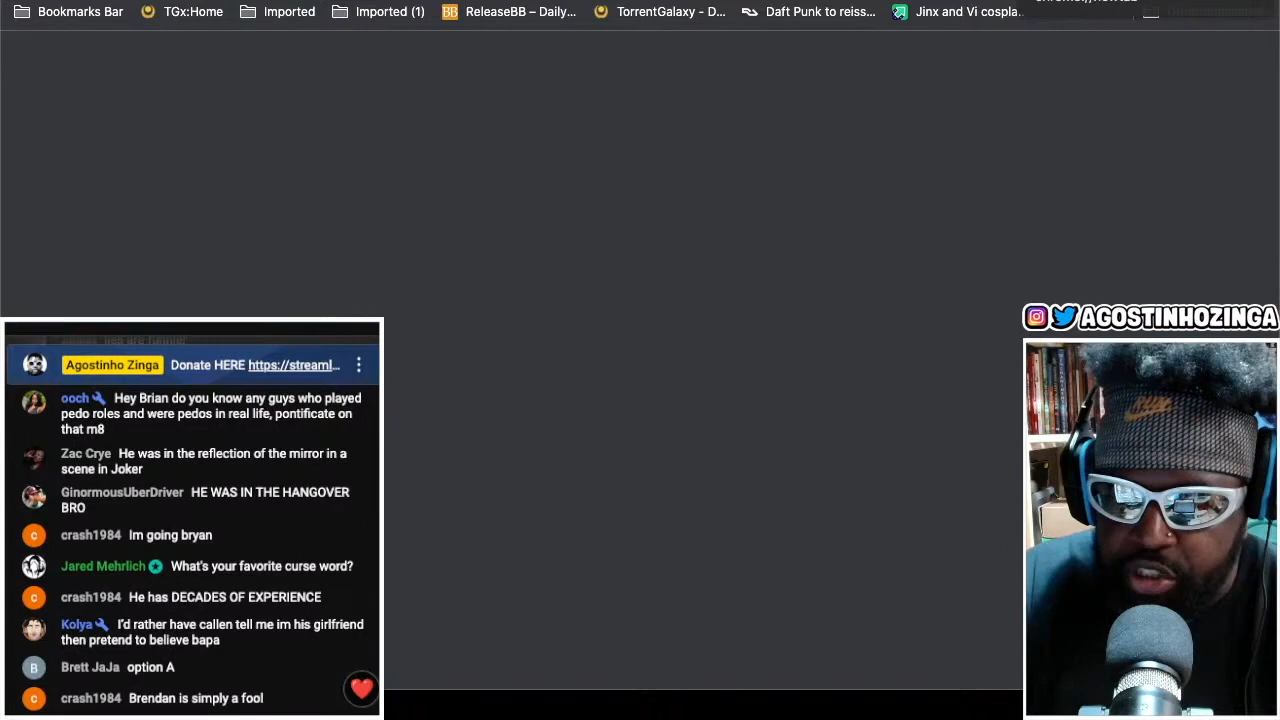 Bookmarks Bar TGx:Home Imported Imported (1) ReleaseBB – Daily... TorrentGalaxy - D... Daft Punk to reiss... Jinx and Vi cospla...
AGOSTINHOZINGA
Agostinho Zinga Donate HERE https://streaml...
ooch Hey Brian do you know any guys who played
pedo roles and were pedos in real life, pontificate on
that m8
Zac Crye He was in the reflection of the mirror in a
scene in Joker
GinormousUberDriver HE WAS IN THE HANGOVER
BRO
crash1984 Im going bryan
Jared Mehrlich What's your favorite curse word?
crash1984 He has DECADES OF EXPERIENCE
Kolya I'd rather have callen tell me im his girlfriend
then pretend to believe bapa
Brett JaJa option A
crash1984 Brendan is simply a fool